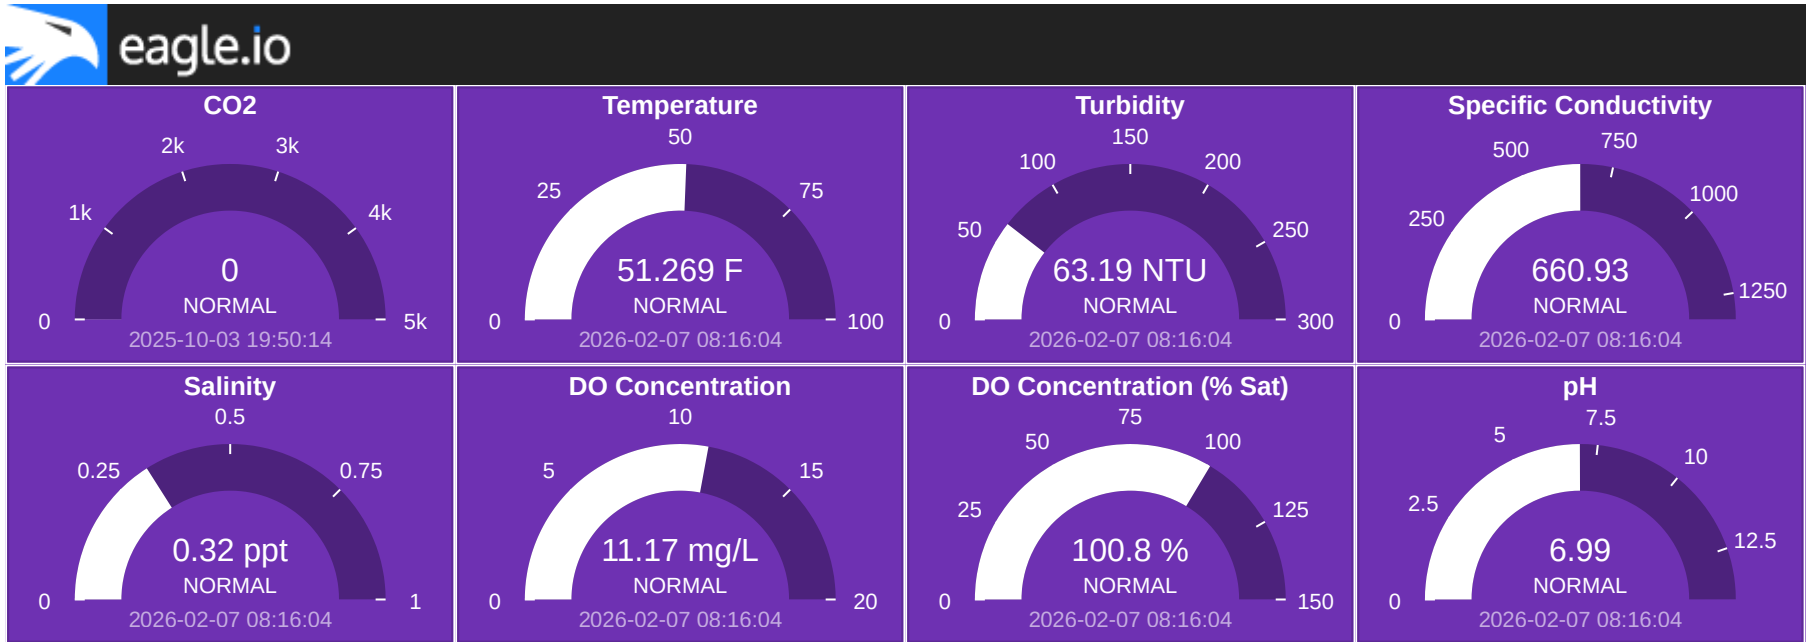 eagle.io
CO2
0
1k
2k
3k
4k
5k
0
NORMAL
2025-10-03 19:50:14
Temperature
0
25
50
75
100
51.269 F
NORMAL
2026-02-07 08:16:04
Turbidity
0
50
100
150
200
250
300
63.19 NTU
NORMAL
2026-02-07 08:16:04
Specific Conductivity
0
250
500
750
1000
1250
660.93
NORMAL
2026-02-07 08:16:04
Salinity
0
0.25
0.5
0.75
1
0.32 ppt
NORMAL
2026-02-07 08:16:04
DO Concentration
0
5
10
15
20
11.17 mg/L
NORMAL
2026-02-07 08:16:04
DO Concentration (% Sat)
0
25
50
75
100
125
150
100.8 %
NORMAL
2026-02-07 08:16:04
pH
0
2.5
5
7.5
10
12.5
6.99
NORMAL
2026-02-07 08:16:04